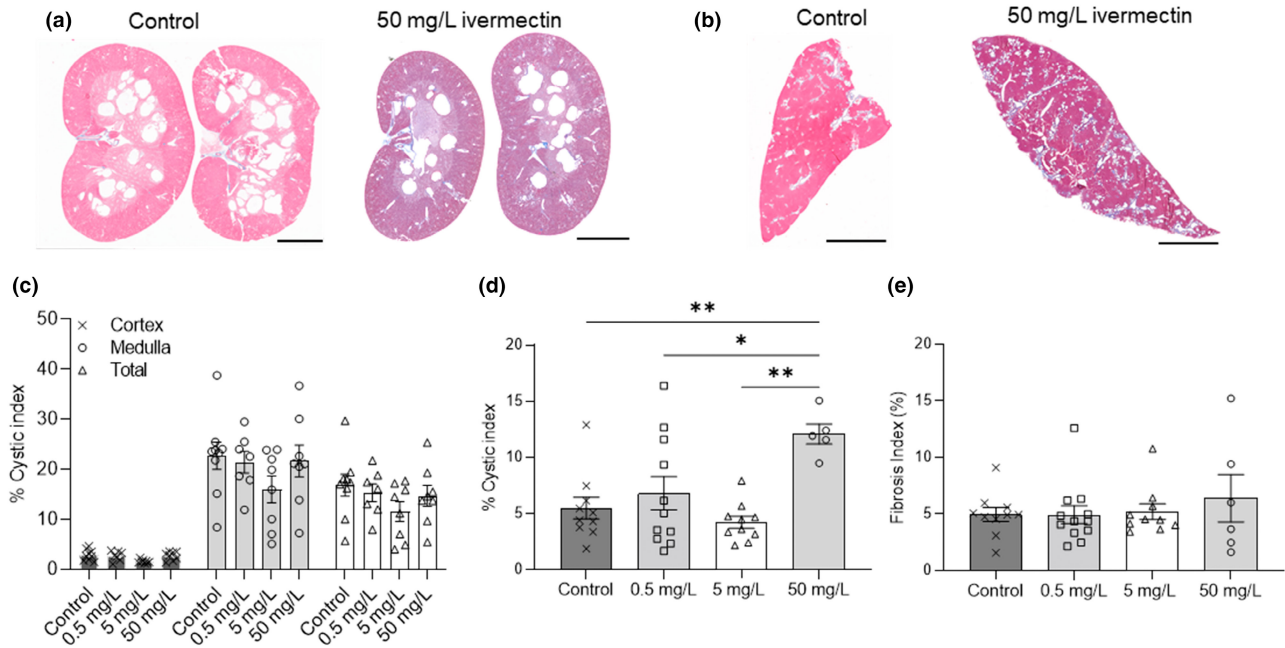 (a)
Control
50 mg/L ivermectin
(b)
Control
50 mg/L ivermectin
(c)
% Cystic index
50
40
30
20
10
0
× Cortex
○ Medulla
△ Total
Control
0.5 mg/L
5 mg/L
50 mg/L
Control
0.5 mg/L
5 mg/L
50 mg/L
Control
0.5 mg/L
5 mg/L
50 mg/L
(d)
**
*
**
% Cystic index
20
15
10
5
0
Control
0.5 mg/L
5 mg/L
50 mg/L
(e)
Fibrosis Index (%)
20
15
10
5
0
Control
0.5 mg/L
5 mg/L
50 mg/L